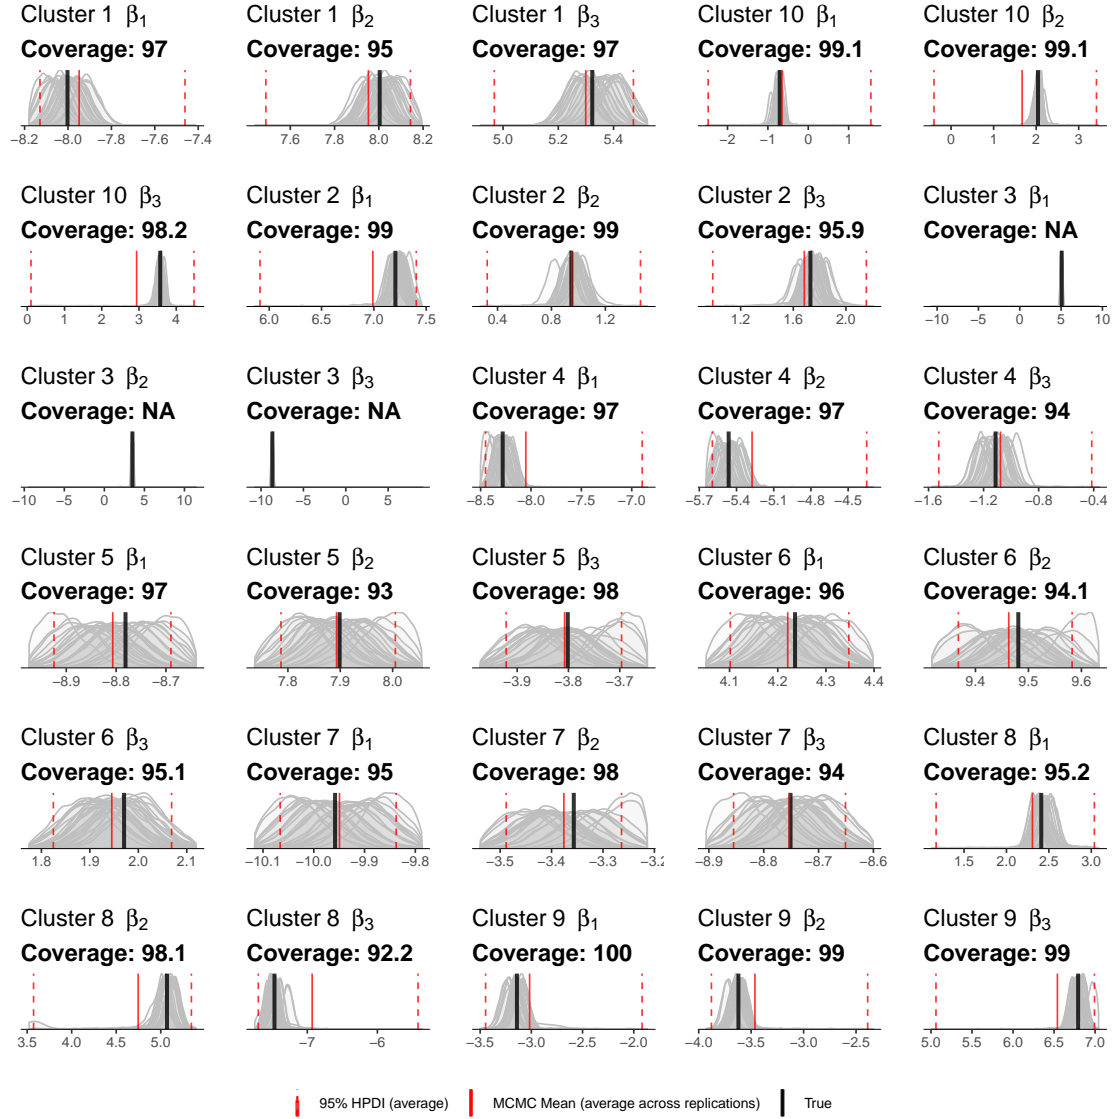 Cluster 1 β1 Cluster 1 β2 Cluster 1 β3 Cluster 10 β1 Cluster 10 β2
Coverage: 97 Coverage: 95 Coverage: 97 Coverage: 99.1 Coverage: 99.1
−8.2 −8.0 −7.8 −7.6 −7.4 7.6 7.8 8.0 8.2 5.0 5.2 5.4 −2 −1 0 1 0 1 2 3
Cluster 10 β3 Cluster 2 β1 Cluster 2 β2 Cluster 2 β3 Cluster 3 β1
Coverage: 98.2 Coverage: 99 Coverage: 99 Coverage: 95.9 Coverage: NA
0 1 2 3 4 6.0 6.5 7.0 7.5 0.4 0.8 1.2 1.2 1.6 2.0 −10 −5 0 5 10
Cluster 3 β2 Cluster 3 β3 Cluster 4 β1 Cluster 4 β2 Cluster 4 β3
Coverage: NA Coverage: NA Coverage: 97 Coverage: 97 Coverage: 94
−10 −5 0 5 10 −5 0 5 −8.5 −8.0 −7.5 −7.0 −5.7 −5.4 −5.1 −4.8 −4.5 −1.6 −1.2 −0.8 −0.4
Cluster 5 β1 Cluster 5 β2 Cluster 5 β3 Cluster 6 β1 Cluster 6 β2
Coverage: 97 Coverage: 93 Coverage: 98 Coverage: 96 Coverage: 94.1
−8.9 −8.8 −8.7 7.8 7.9 8.0 −3.9 −3.8 −3.7 4.1 4.2 4.3 4.4 9.4 9.5 9.6
Cluster 6 β3 Cluster 7 β1 Cluster 7 β2 Cluster 7 β3 Cluster 8 β1
Coverage: 95.1 Coverage: 95 Coverage: 98 Coverage: 94 Coverage: 95.2
1.8 1.9 2.0 2.1 −10.1 −10.0 −9.9 −9.8 −3.5 −3.4 −3.3 −3.2 −8.9 −8.8 −8.7 −8.6 1.5 2.0 2.5 3.0
Cluster 8 β2 Cluster 8 β3 Cluster 9 β1 Cluster 9 β2 Cluster 9 β3
Coverage: 98.1 Coverage: 92.2 Coverage: 100 Coverage: 99 Coverage: 99
3.5 4.0 4.5 5.0 −7 −6 −3.5 −3.0 −2.5 −2.0 −4.0 −3.5 −3.0 −2.5 5.0 5.5 6.0 6.5 7.0
95% HPDI (average) MCMC Mean (average across replications) True